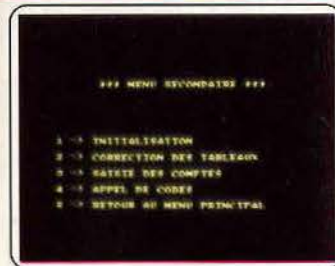 *** MENU SECONDAIRE ***
1 -> INITIALISATION
2 -> CORRECTION DES TABLEAUX
3 -> SAISIE DES COMPTES
4 -> APPEL DE CODES
5 -> RETOUR AU MENU PRINCIPAL